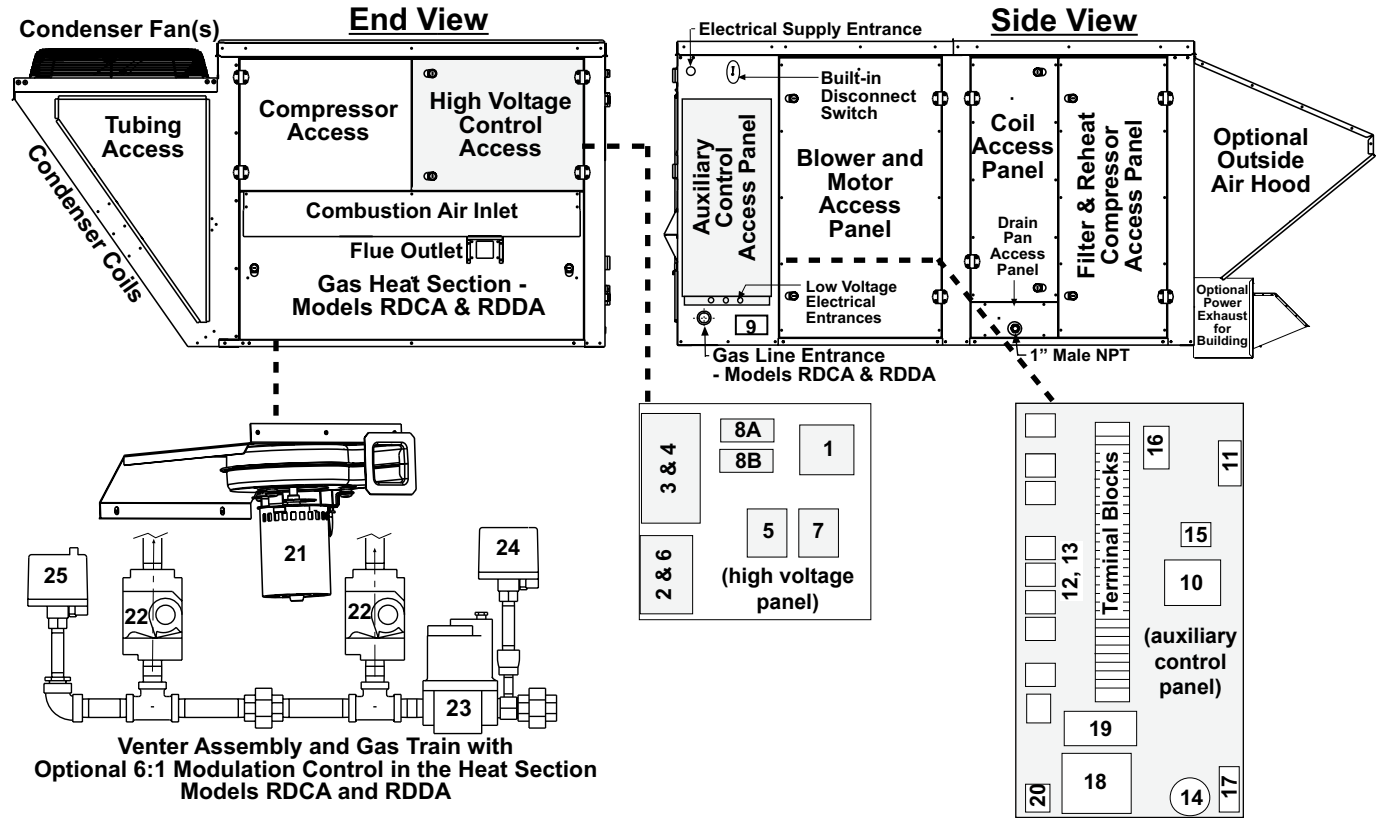 End View
Condenser Fan(s)
Tubing
Access
Condenser Coils
Compressor
Access
High Voltage
Control
Access
Combustion Air Inlet
Flue Outlet
Gas Heat Section -
Models RDCA & RDDA
Side View
Electrical Supply Entrance
Built-in
Disconnect
Switch
Auxiliary
Control
Access Panel
Blower and
Motor
Access
Panel
Coil
Access
Panel
Drain
Pan
Access
Panel
Filter & Reheat
Compressor
Access Panel
Optional
Outside
Air Hood
Low Voltage
Electrical
Entrances
9
Gas Line Entrance
- Models RDCA & RDDA
1” Male NPT
Optional
Power
Exhaust
for
Building
25
22
21
22
24
23
Venter Assembly and Gas Train with
Optional 6:1 Modulation Control in the Heat Section
Models RDCA and RDDA
3 & 4
8A
8B
1
5
7
2 & 6
(high voltage
panel)
12, 13
Terminal Blocks
16
11
15
10
(auxiliary
control
panel)
19
18
20
14
17